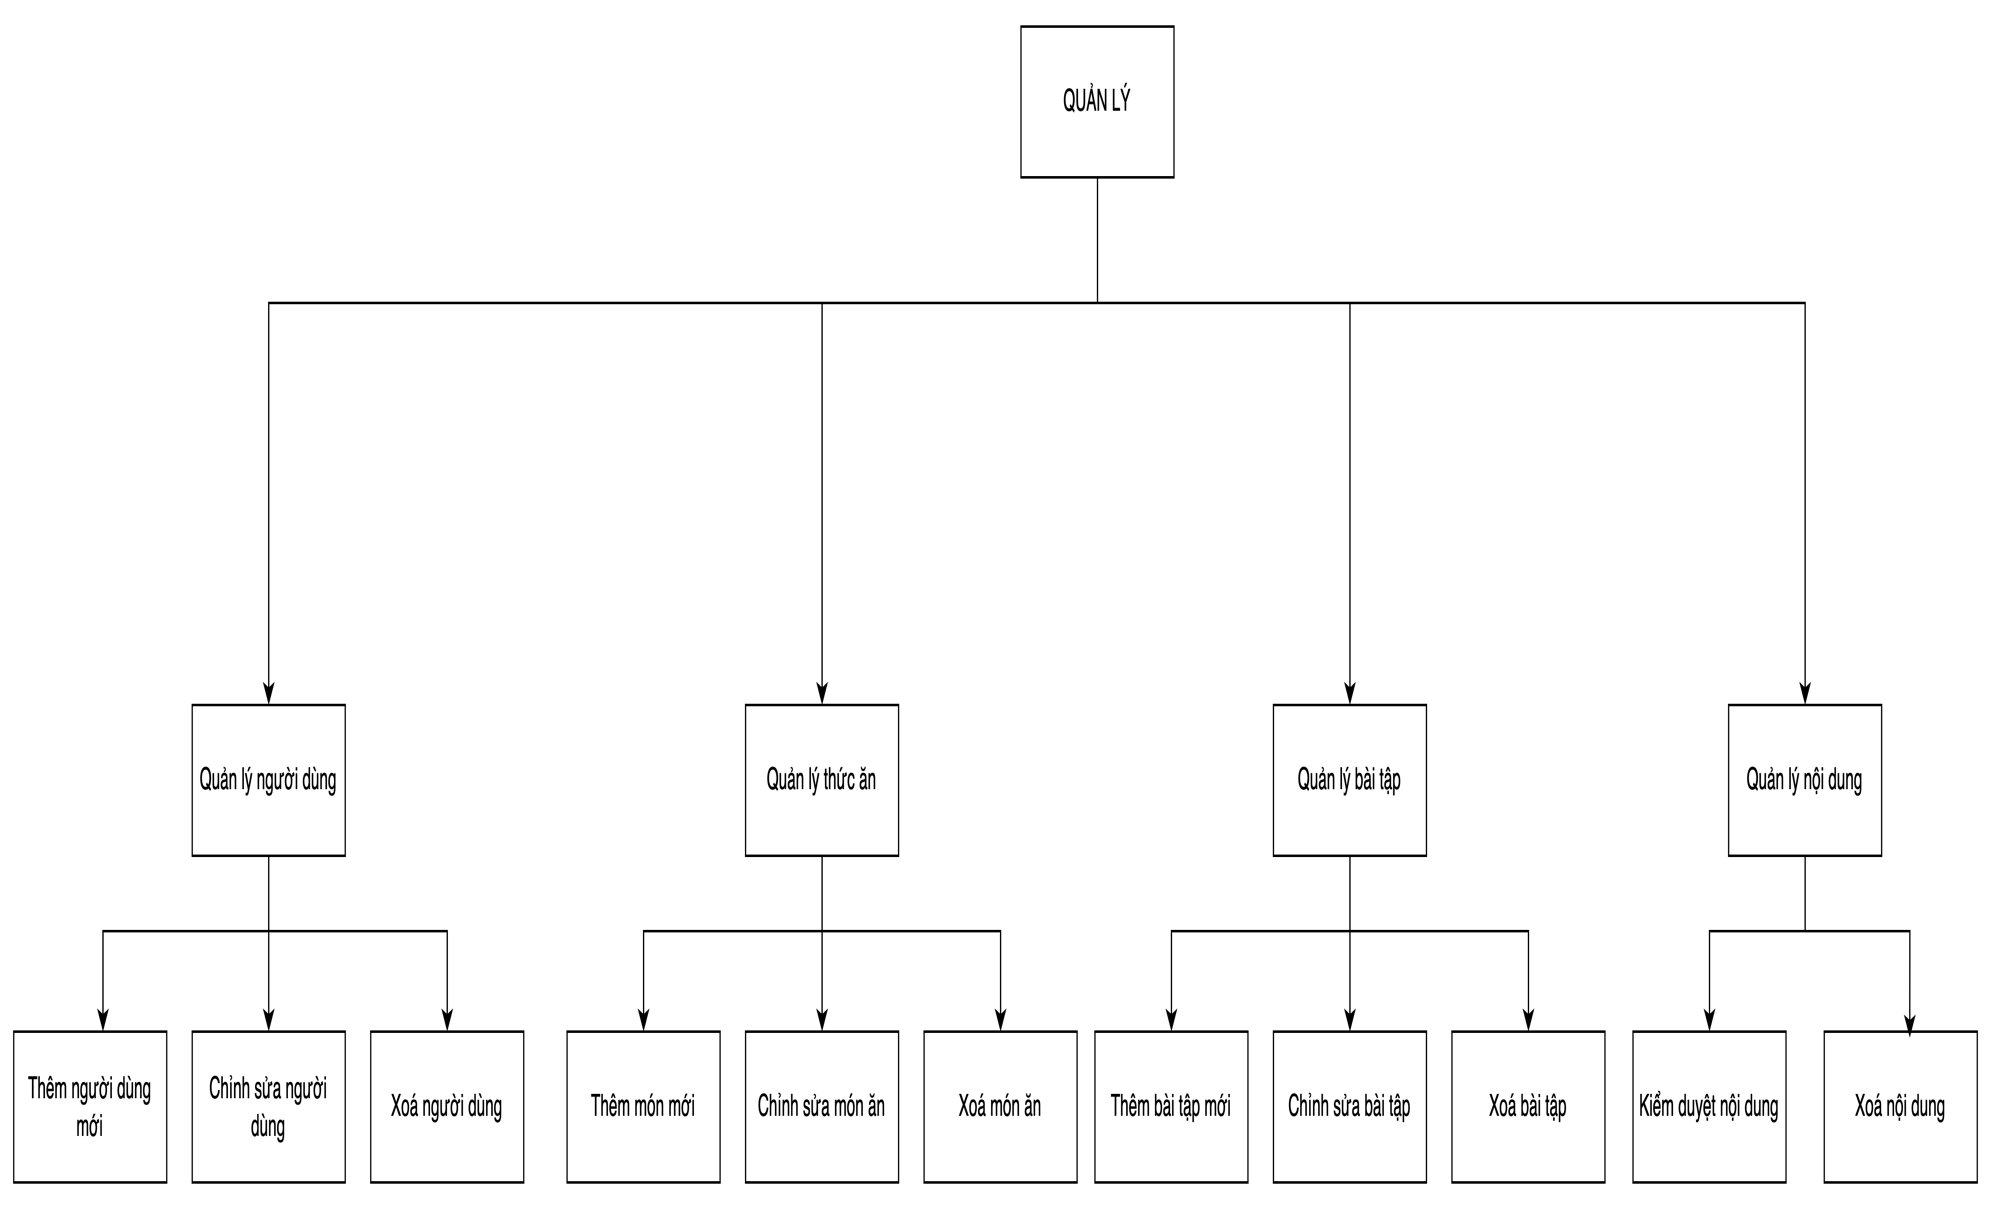 QUẢN LÝ
Quản lý người dùng
Quản lý thức ăn
Quản lý bài tập
Quản lý nội dung
Thêm người dùng
mới
Chỉnh sửa người
dùng
Xoá người dùng
Thêm món mới
Chỉnh sửa món ăn
Xoá món ăn
Thêm bài tập mới
Chỉnh sửa bài tập
Xoá bài tập
Kiểm duyệt nội dung
Xoá nội dung